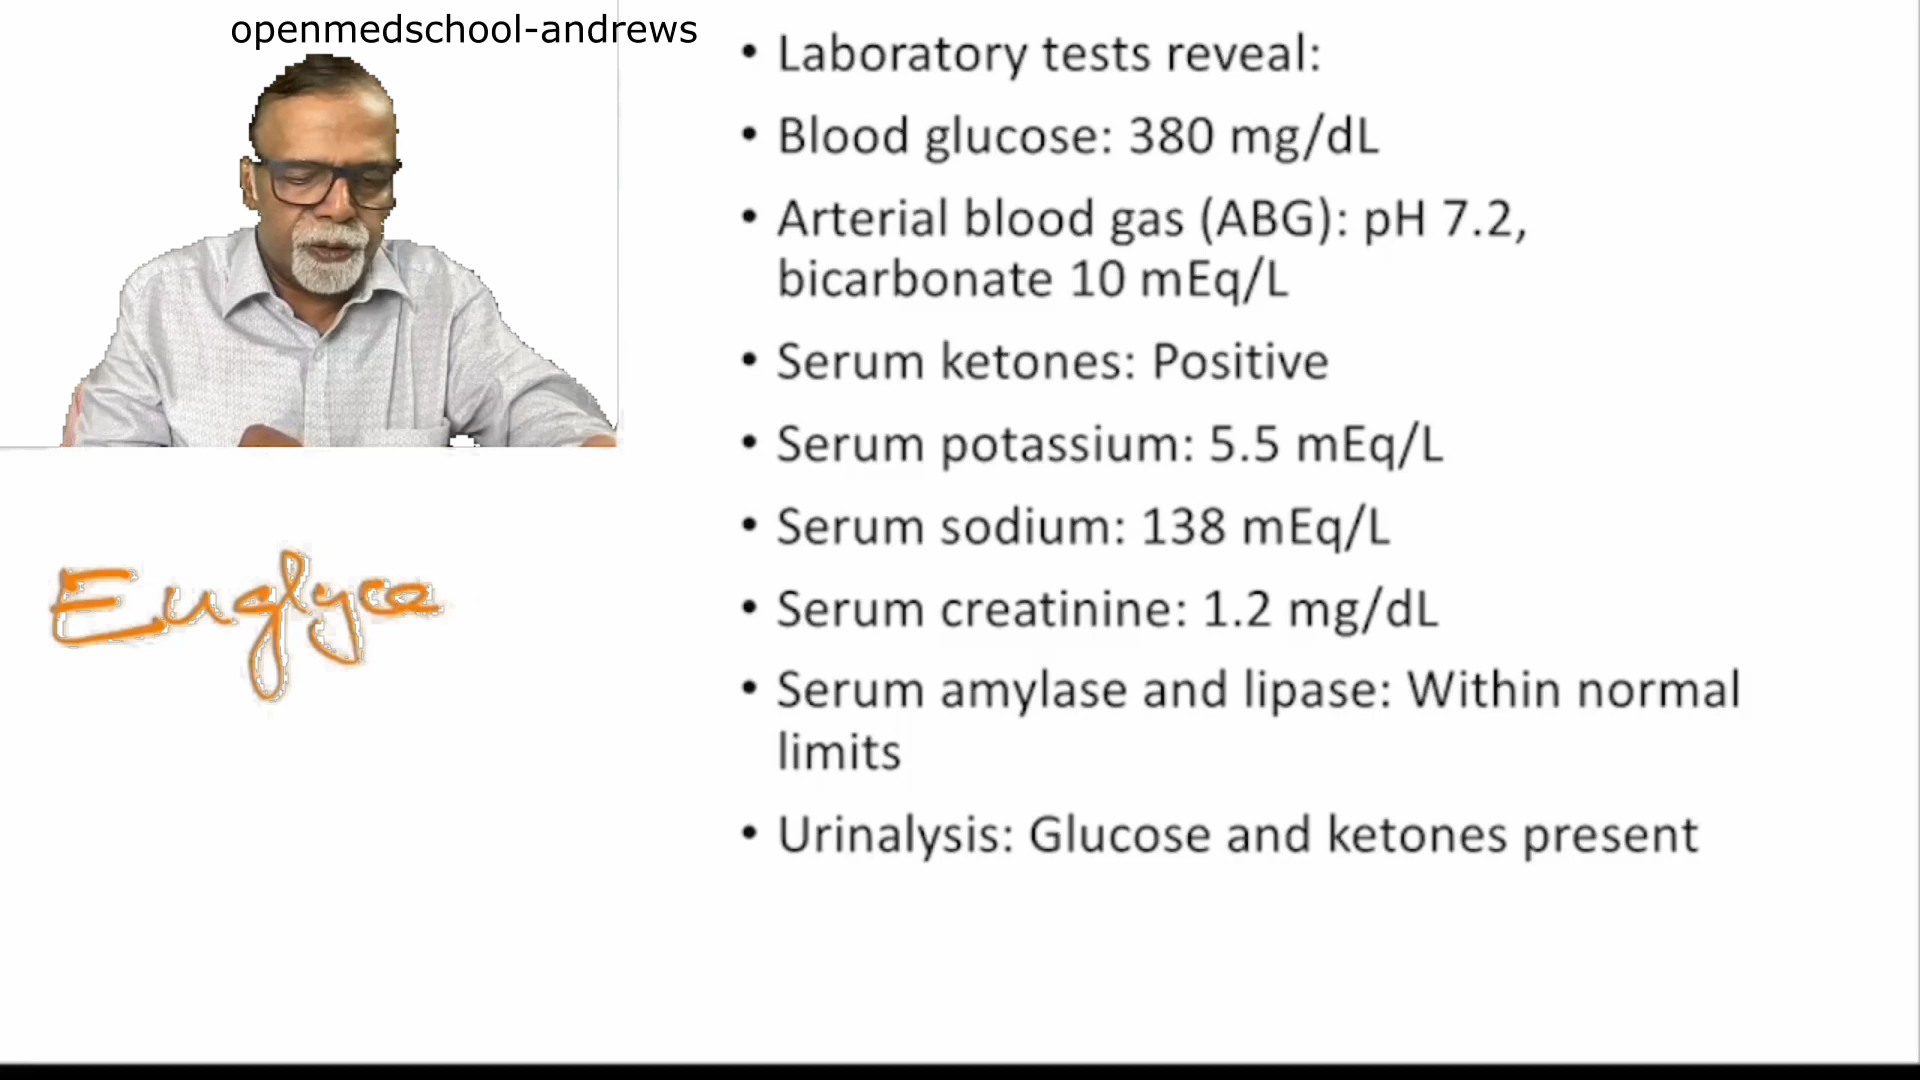 openmedschool-andrews
• Laboratory tests reveal:
• Blood glucose: 380 mg/dL
• Arterial blood gas (ABG): pH 7.2,
bicarbonate 10 mEq/L
• Serum ketones: Positive
• Serum potassium: 5.5 mEq/L
• Serum sodium: 138 mEq/L
• Serum creatinine: 1.2 mg/dL
• Serum amylase and lipase: Within normal
limits
• Urinalysis: Glucose and ketones present
Euglyce